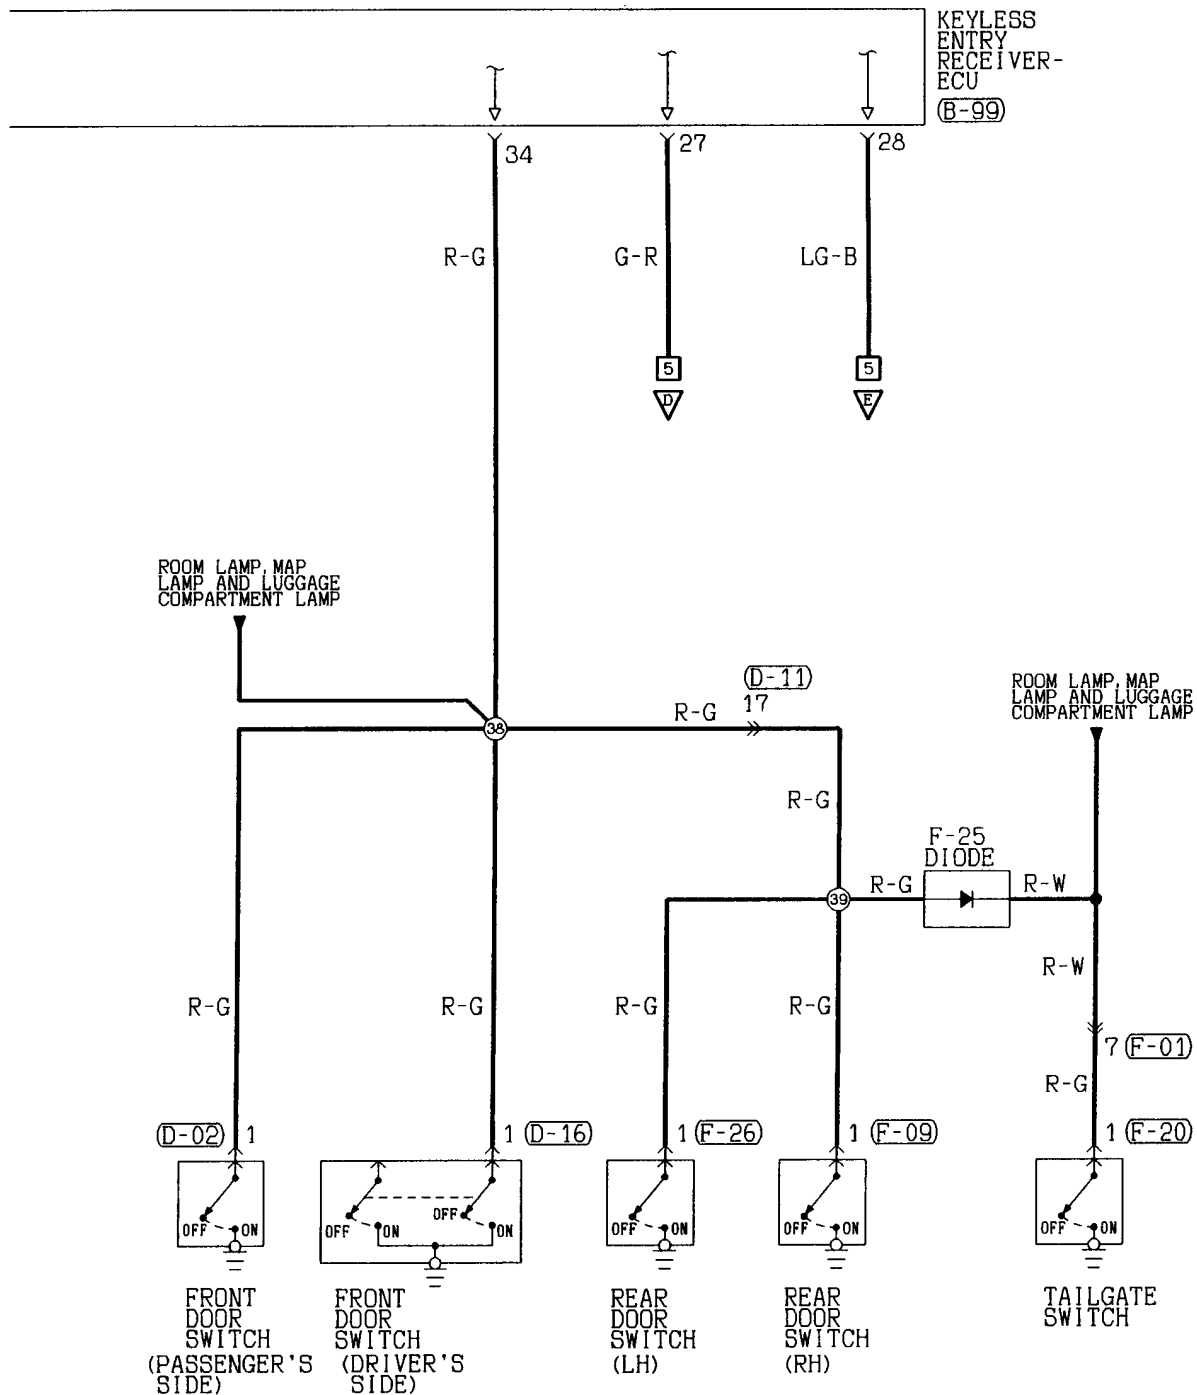 KEYLESS
ENTRY
RECEIVER-
ECU
(B-99)
34
27
28
R-G
G-R
LG-B
5
5
D
E
ROOM LAMP, MAP
LAMP AND LUGGAGE
COMPARTMENT LAMP
(D-11)
17
R-G
38
ROOM LAMP, MAP
LAMP AND LUGGAGE
COMPARTMENT LAMP
R-G
F-25
DIODE
R-G
R-W
39
R-W
R-G
R-G
R-G
R-G
7 (F-01)
R-G
(D-02) 1
1 (D-16)
1 (F-26)
1 (F-09)
1 (F-20)
OFF ON
OFF ON
OFF ON
OFF ON
OFF ON
OFF ON
FRONT
DOOR
SWITCH
(PASSENGER'S
SIDE)
FRONT
DOOR
SWITCH
(DRIVER'S
SIDE)
REAR
DOOR
SWITCH
(LH)
REAR
DOOR
SWITCH
(RH)
TAILGATE
SWITCH